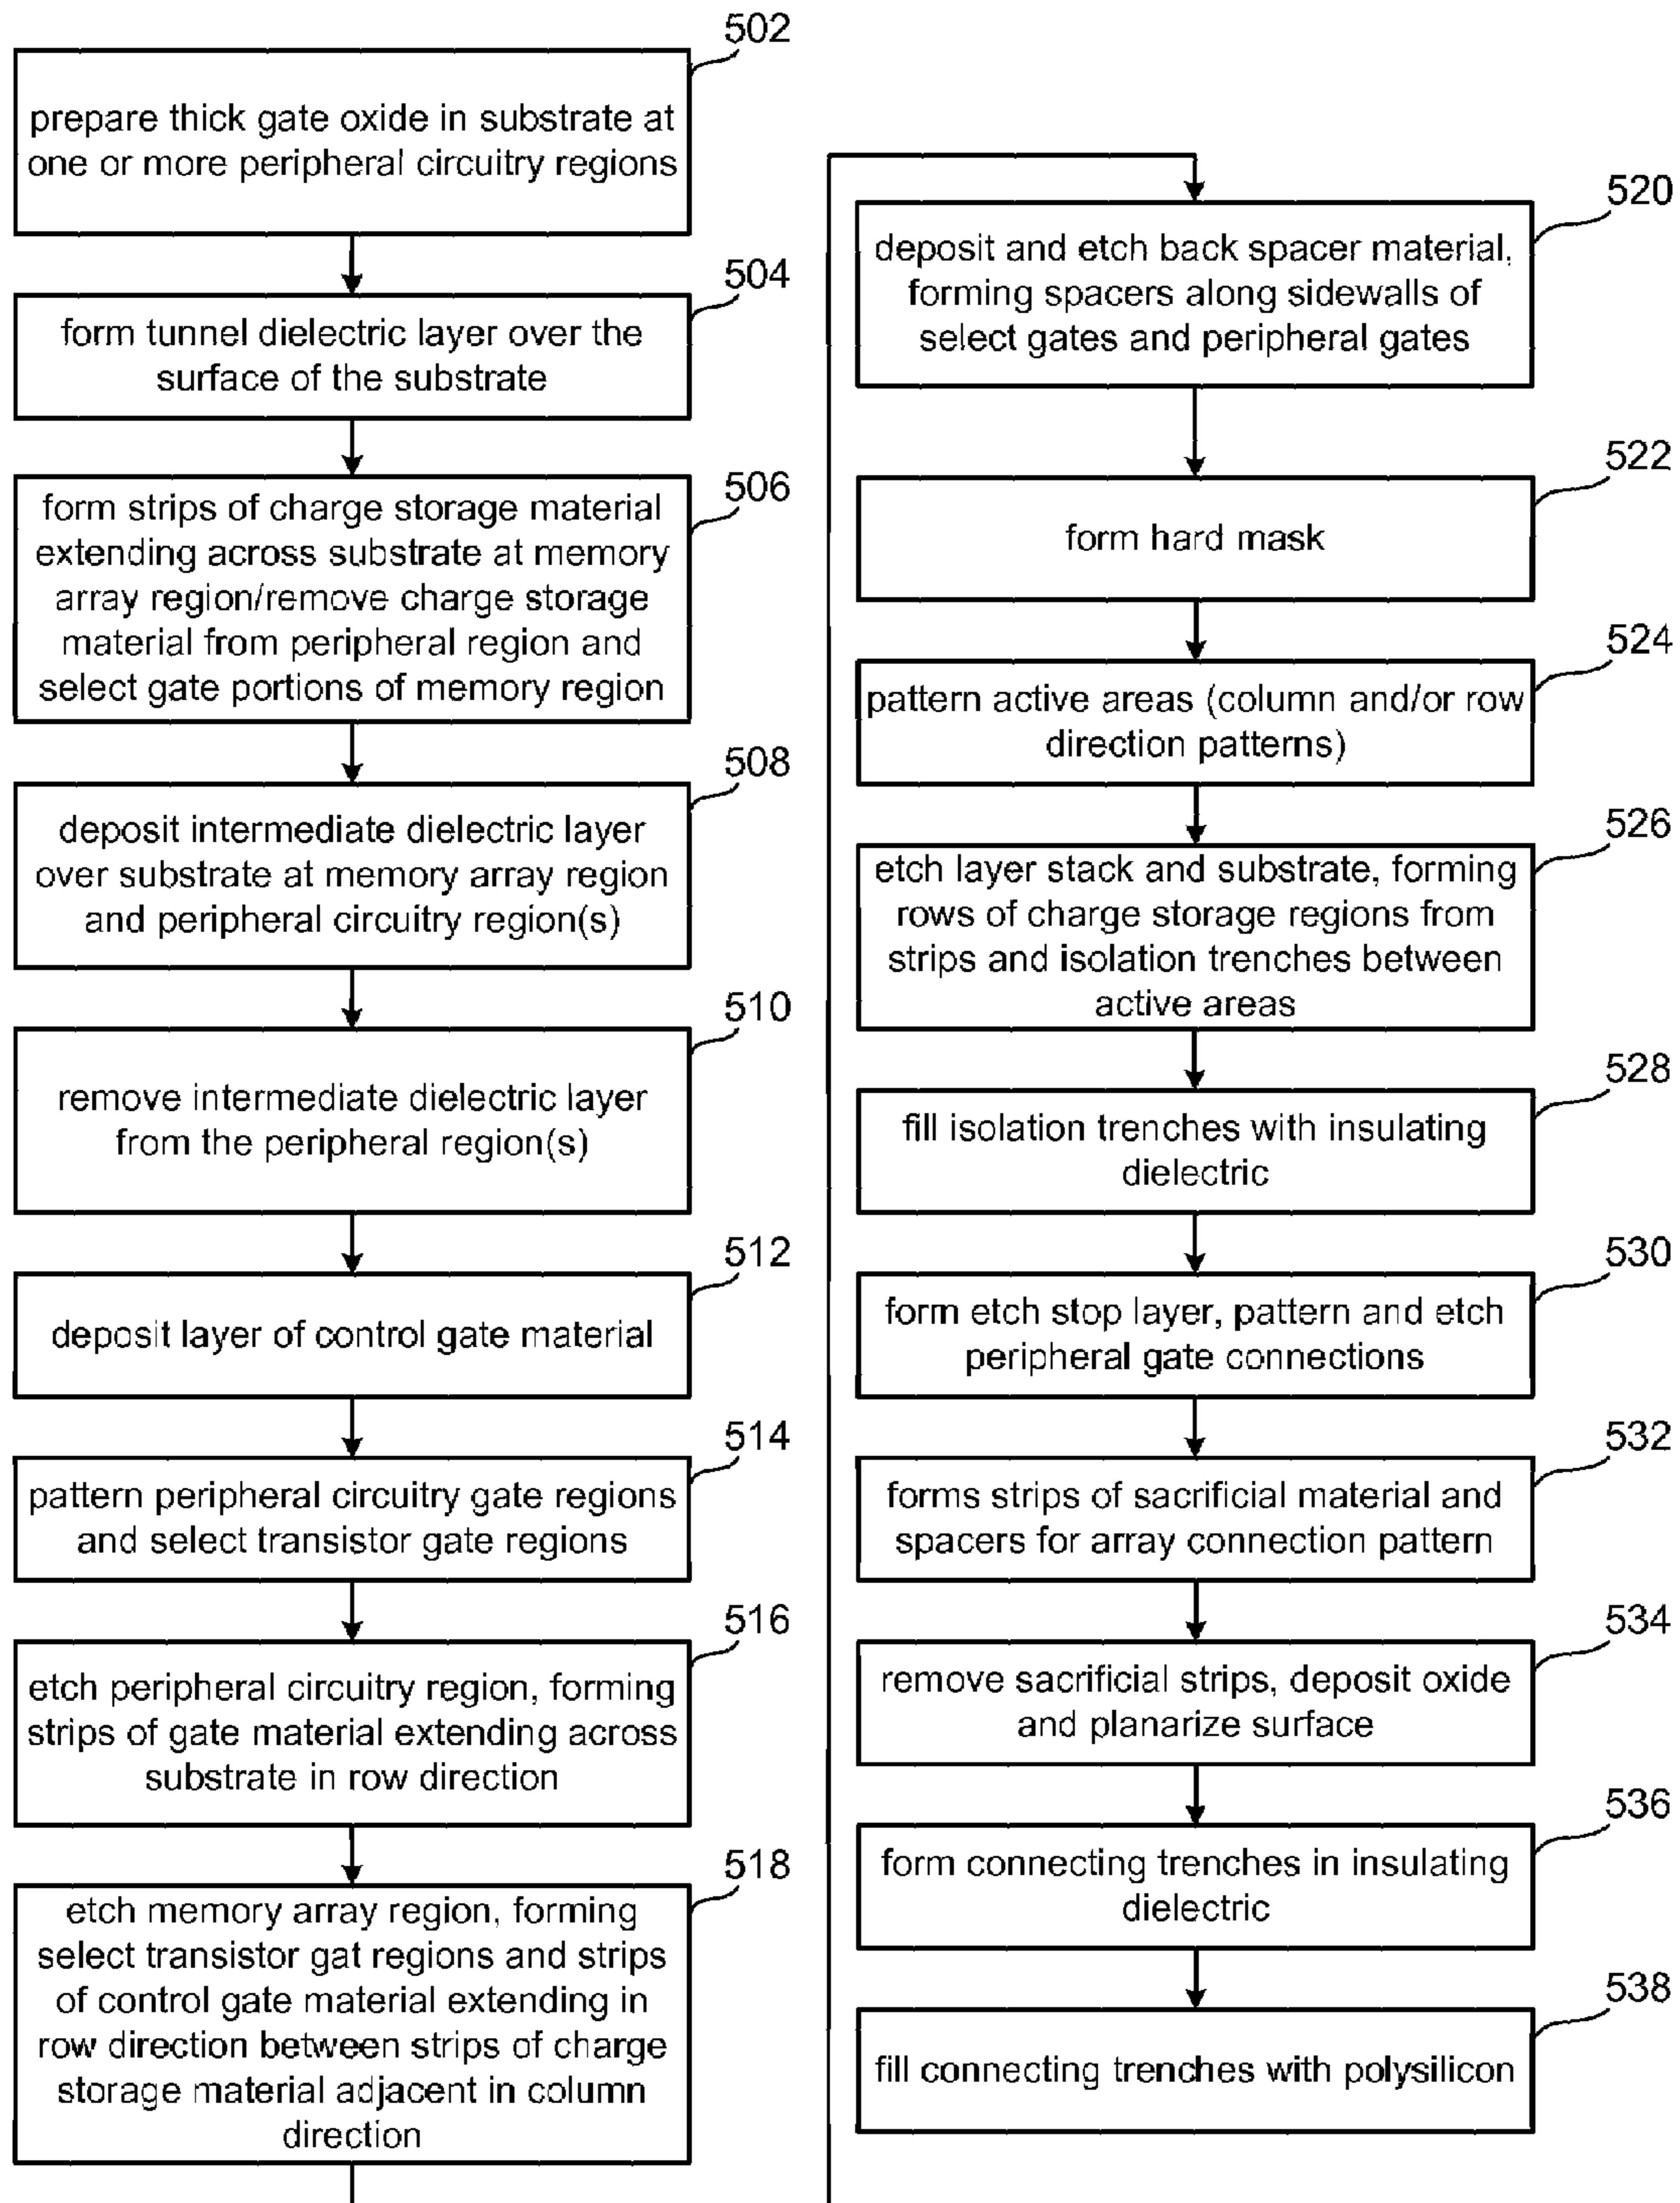 502
prepare thick gate oxide in substrate at
one or more peripheral circuitry regions
504
form tunnel dielectric layer over the
surface of the substrate
506
form strips of charge storage material
extending across substrate at memory
array region/remove charge storage
material from peripheral region and
select gate portions of memory region
508
deposit intermediate dielectric layer
over substrate at memory array region
and peripheral circuitry region(s)
510
remove intermediate dielectric layer
from the peripheral region(s)
512
deposit layer of control gate material
514
pattern peripheral circuitry gate regions
and select transistor gate regions
516
etch peripheral circuitry region, forming
strips of gate material extending across
substrate in row direction
518
etch memory array region, forming
select transistor gat regions and strips
of control gate material extending in
row direction between strips of charge
storage material adjacent in column
direction
520
deposit and etch back spacer material,
forming spacers along sidewalls of
select gates and peripheral gates
522
form hard mask
524
pattern active areas (column and/or row
direction patterns)
526
etch layer stack and substrate, forming
rows of charge storage regions from
strips and isolation trenches between
active areas
528
fill isolation trenches with insulating
dielectric
530
form etch stop layer, pattern and etch
peripheral gate connections
532
forms strips of sacrificial material and
spacers for array connection pattern
534
remove sacrificial strips, deposit oxide
and planarize surface
536
form connecting trenches in insulating
dielectric
538
fill connecting trenches with polysilicon